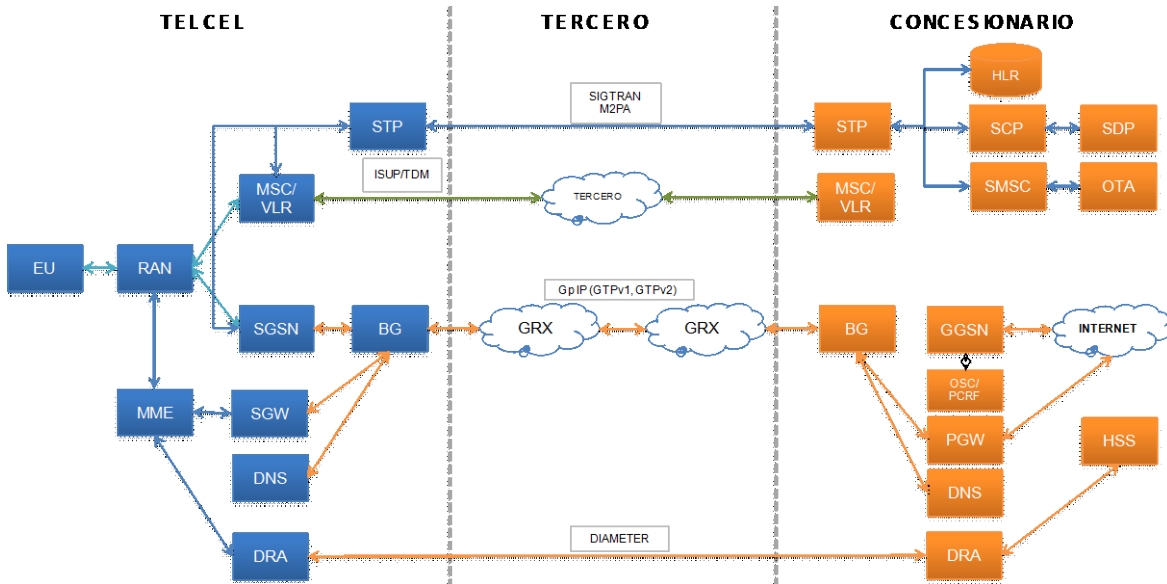 TELCEL
TERCERO
CONCESIONARIO
HLR
SIGTRAN
M2PA
STP
STP
SCP
SDP
ISUP/TDM
MSC/
VLR
TERCERO
MSC/
VLR
SMSC
OTA
EU
RAN
GpIP (GTPv1, GTPv2)
SGSN
BG
GRX
GRX
BG
GGSN
INTERNET
OSC/
PCRF
MME
SGW
PGW
HSS
DNS
DNS
DIAMETER
DRA
DRA